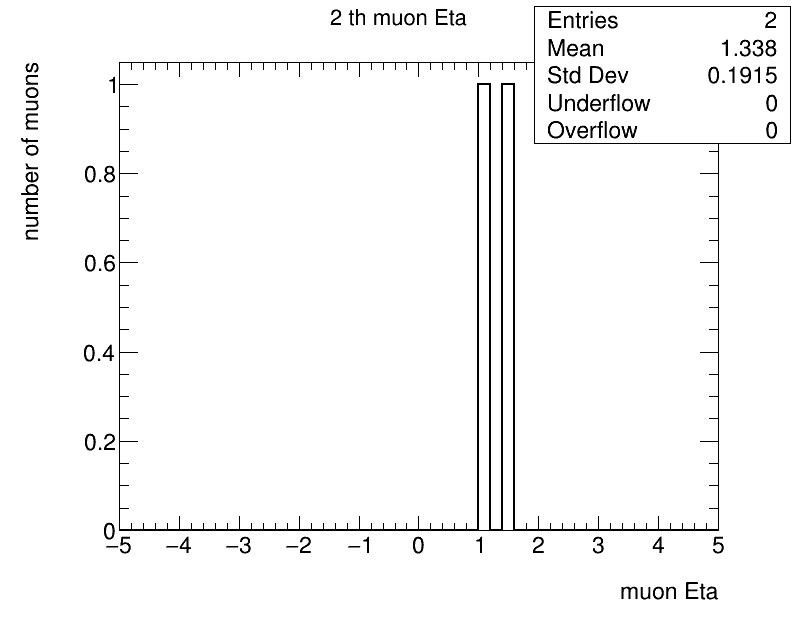 2 th muon Eta
Entries 2
Mean 1.338
Std Dev 0.1915
Underflow 0
Overflow 0
number of muons
1
0.8
0.6
0.4
0.2
0
−5 −4 −3 −2 −1 0 1 2 3 4 5
muon Eta